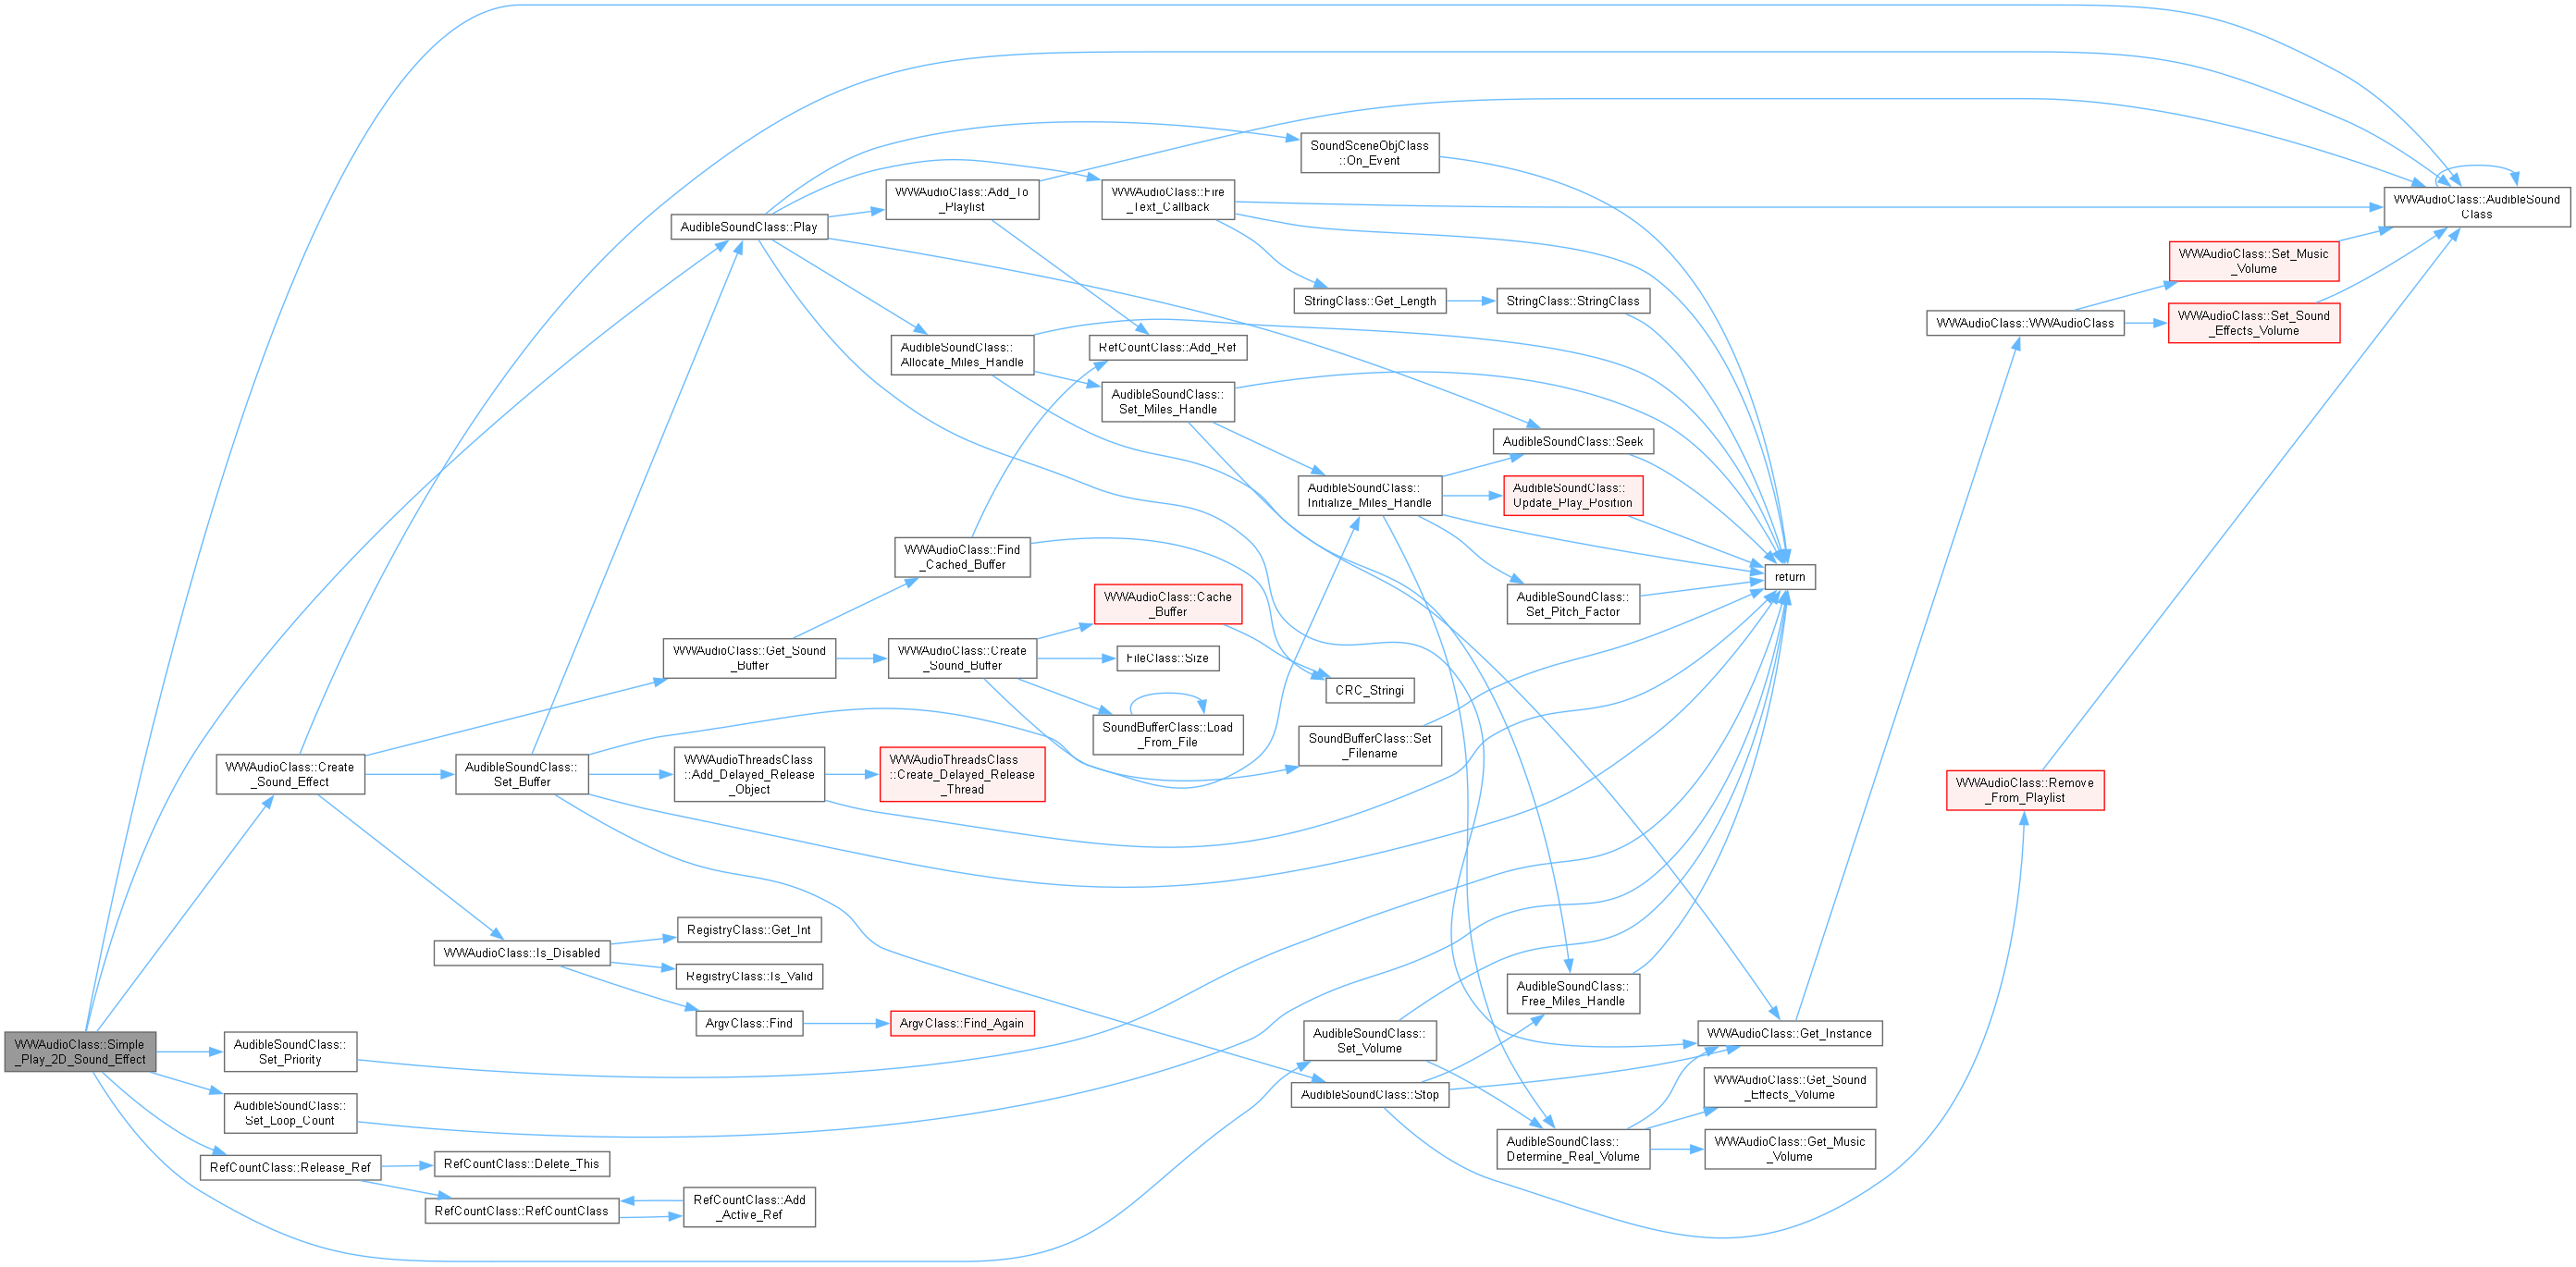 WWAudioClass::Simple
_Play_2D_Sound_Effect
WWAudioClass::Create
_Sound_Effect
AudibleSoundClass::
Set_Priority
AudibleSoundClass::
Set_Loop_Count
RefCountClass::Release_Ref
AudibleSoundClass::
Set_Buffer
WWAudioClass::Is_Disabled
RefCountClass::Delete_This
RefCountClass::RefCountClass
AudibleSoundClass::Play
WWAudioClass::Get_Sound
_Buffer
WWAudioThreadsClass
::Add_Delayed_Release
_Object
RegistryClass::Get_Int
RegistryClass::Is_Valid
ArgvClass::Find
RefCountClass::Add
_Active_Ref
WWAudioClass::Add_To
_Playlist
AudibleSoundClass::
Allocate_Miles_Handle
WWAudioClass::Find
_Cached_Buffer
WWAudioClass::Create
_Sound_Buffer
WWAudioThreadsClass
::Create_Delayed_Release
_Thread
ArgvClass::Find_Again
WWAudioClass::Fire
_Text_Callback
RefCountClass::Add_Ref
AudibleSoundClass::
Set_Miles_Handle
WWAudioClass::Cache
_Buffer
FileClass::Size
SoundBufferClass::Load
_From_File
SoundSceneObjClass
::On_Event
StringClass::Get_Length
AudibleSoundClass::
Initialize_Miles_Handle
CRC_Stringi
SoundBufferClass::Set
_Filename
AudibleSoundClass::
Set_Volume
AudibleSoundClass::Stop
StringClass::StringClass
AudibleSoundClass::Seek
AudibleSoundClass::
Update_Play_Position
AudibleSoundClass::
Set_Pitch_Factor
AudibleSoundClass::
Free_Miles_Handle
AudibleSoundClass::
Determine_Real_Volume
return
WWAudioClass::Get_Instance
WWAudioClass::Get_Sound
_Effects_Volume
WWAudioClass::Get_Music
_Volume
WWAudioClass::WWAudioClass
WWAudioClass::Remove
_From_Playlist
WWAudioClass::Set_Music
_Volume
WWAudioClass::Set_Sound
_Effects_Volume
WWAudioClass::AudibleSound
Class